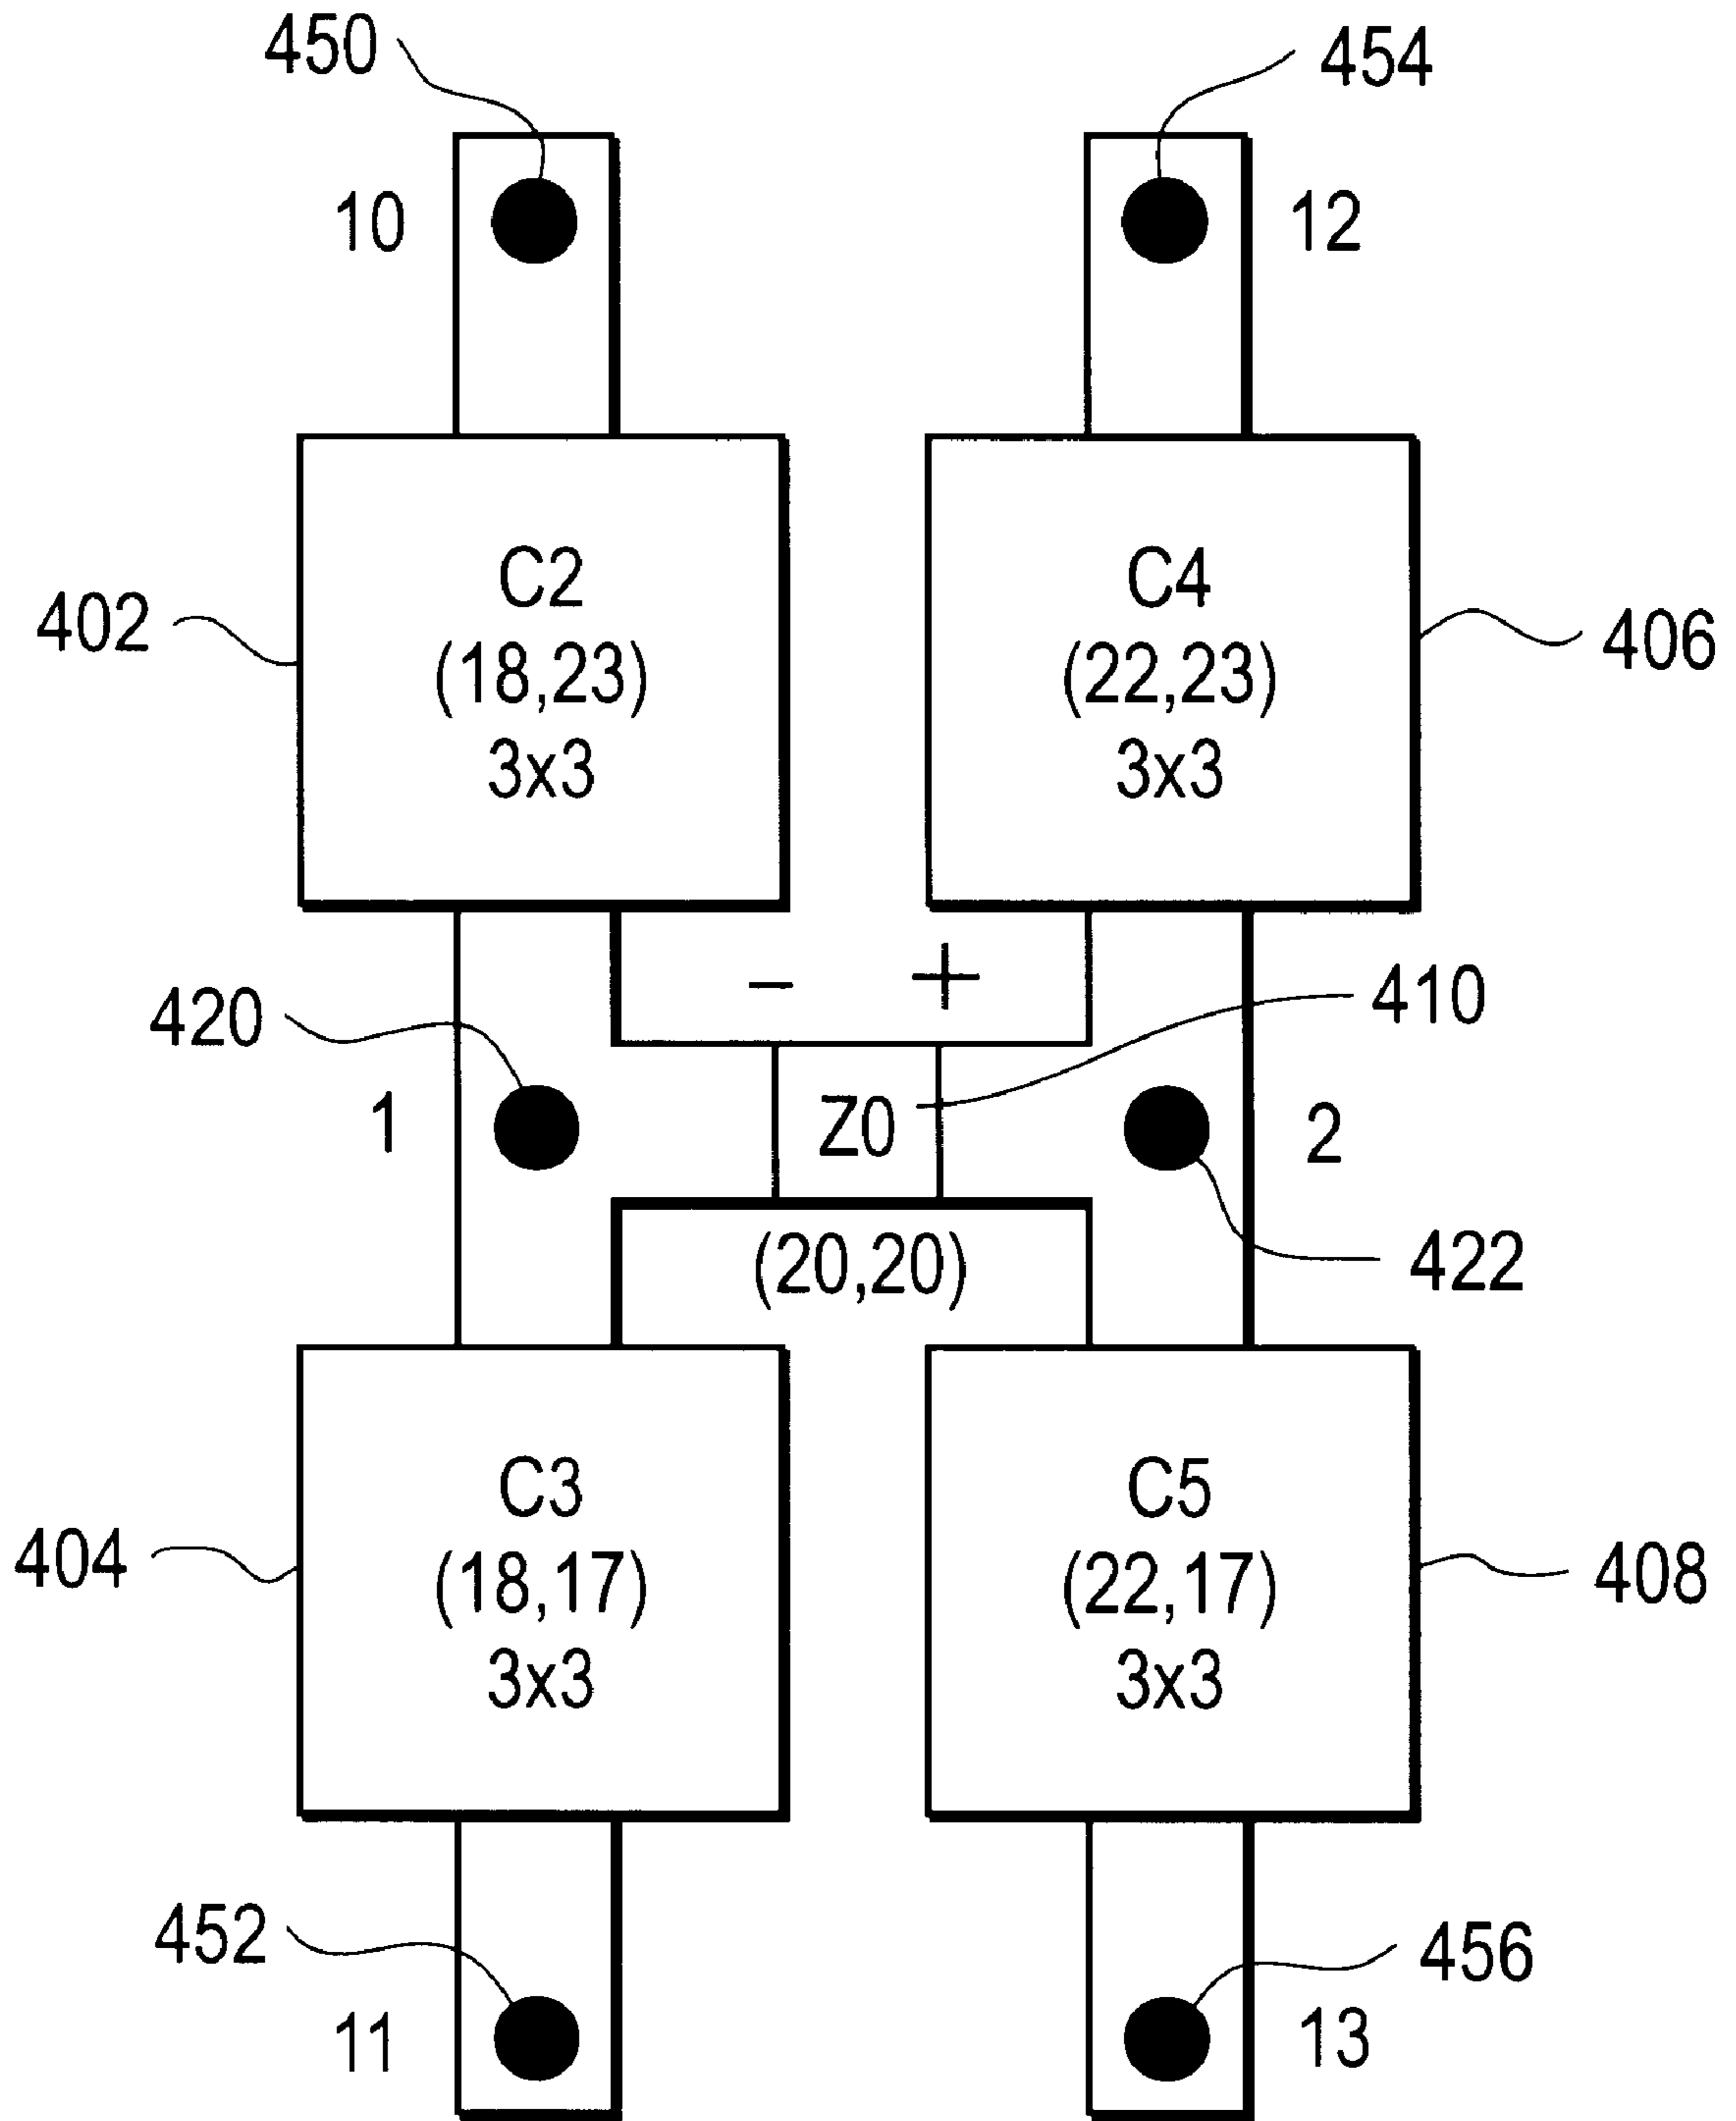 450
454
10
12
C2
(18,23)
3x3
C4
(22,23)
3x3
402
406
- +
420
410
1
Z0
2
(20,20)
422
C3
(18,17)
3x3
C5
(22,17)
3x3
404
408
452
456
11
13